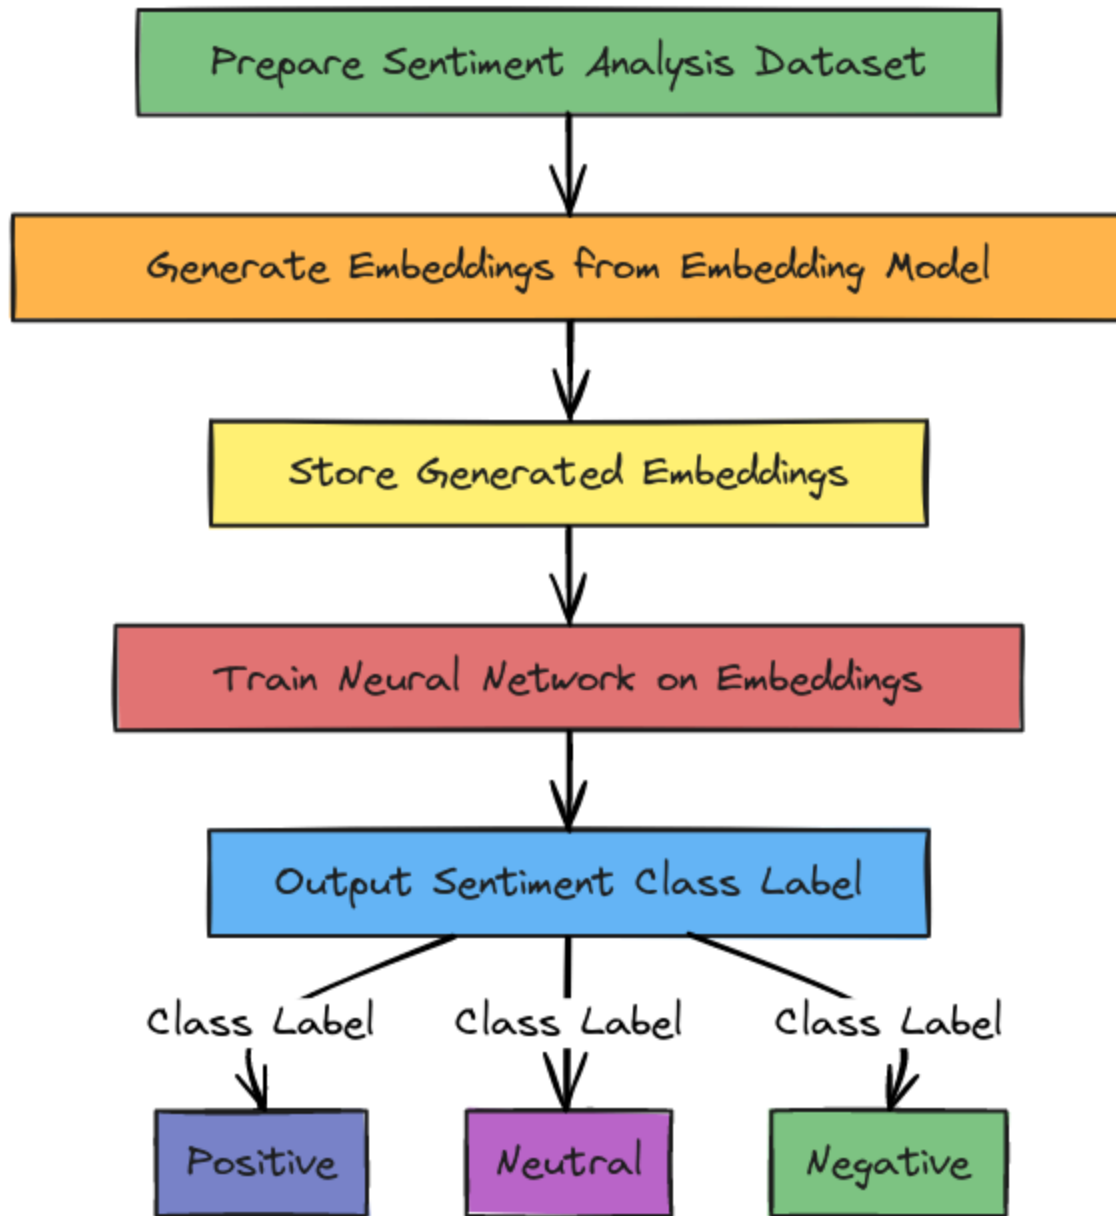 Prepare Sentiment Analysis Dataset
Generate Embeddings from Embedding Model
Store Generated Embeddings
Train Neural Network on Embeddings
Output Sentiment Class Label
Class Label
Class Label
Class Label
Positive
Neutral
Negative